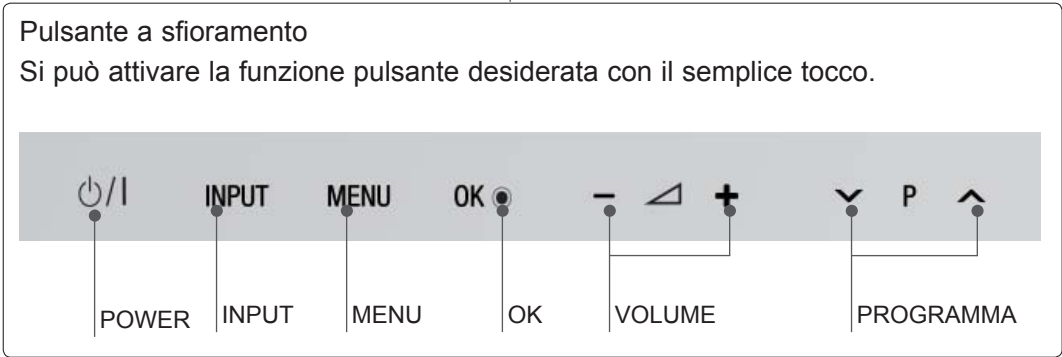 Pulsante a sfioramento
Si può attivare la funzione pulsante desiderata con il semplice tocco.
⏻/I INPUT MENU OK ◉ − ◿ + ∨ P ∧
POWER INPUT MENU OK VOLUME PROGRAMMA